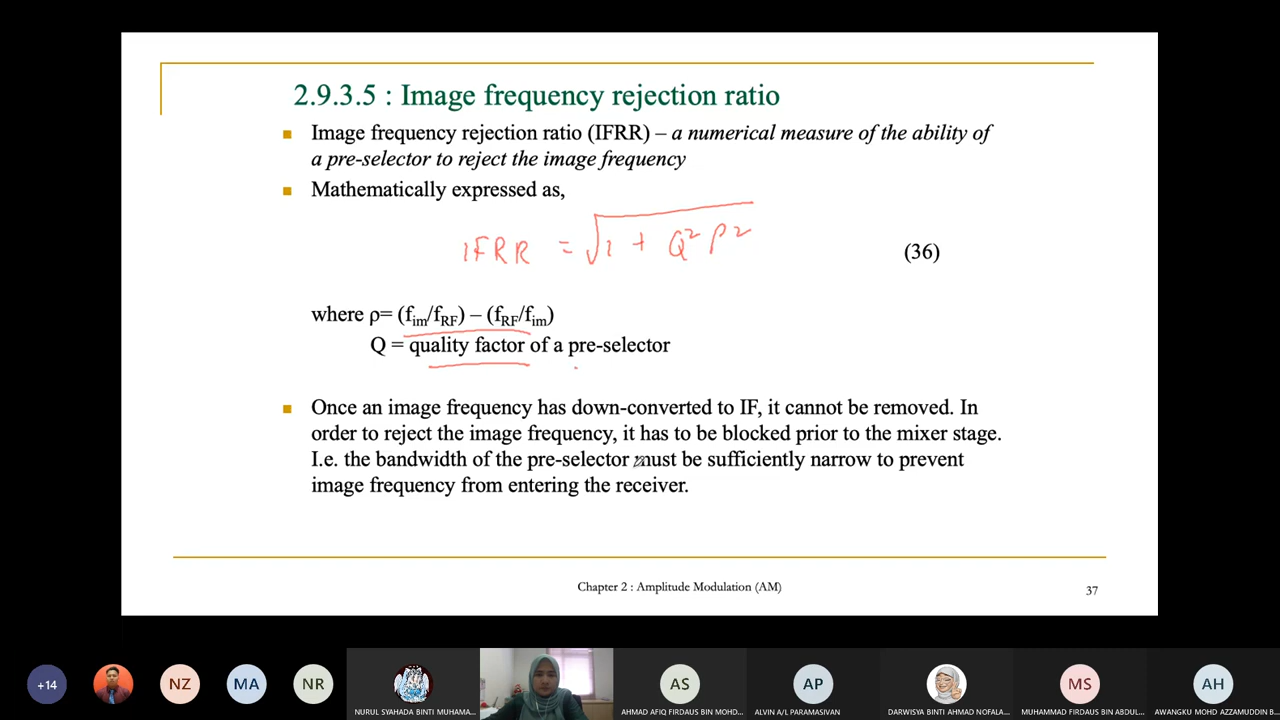 2.9.3.5 : Image frequency rejection ratio
Image frequency rejection ratio (IFRR) – a numerical measure of the ability of
a pre-selector to reject the image frequency
Mathematically expressed as,
IFRR = √1 + Q² ρ²
(36)
where ρ= (fim/fRF) – (fRF/fim)
Q = quality factor of a pre-selector
Once an image frequency has down-converted to IF, it cannot be removed. In
order to reject the image frequency, it has to be blocked prior to the mixer stage.
I.e. the bandwidth of the pre-selector must be sufficiently narrow to prevent
image frequency from entering the receiver.
Chapter 2 : Amplitude Modulation (AM)
37
+14
NZ
MA
NR
AS
AP
MS
AH
NURUL SYAHADA BINTI MUHAMA...
AHMAD AFIQ FIRDAUS BIN MOHD...
ALVIN A/L PARAMASIVAN
DARWISYA BINTI AHMAD NOFALA...
MUHAMMAD FIRDAUS BIN ABDUL...
AWANGKU MOHD AZZAMUDDIN B...